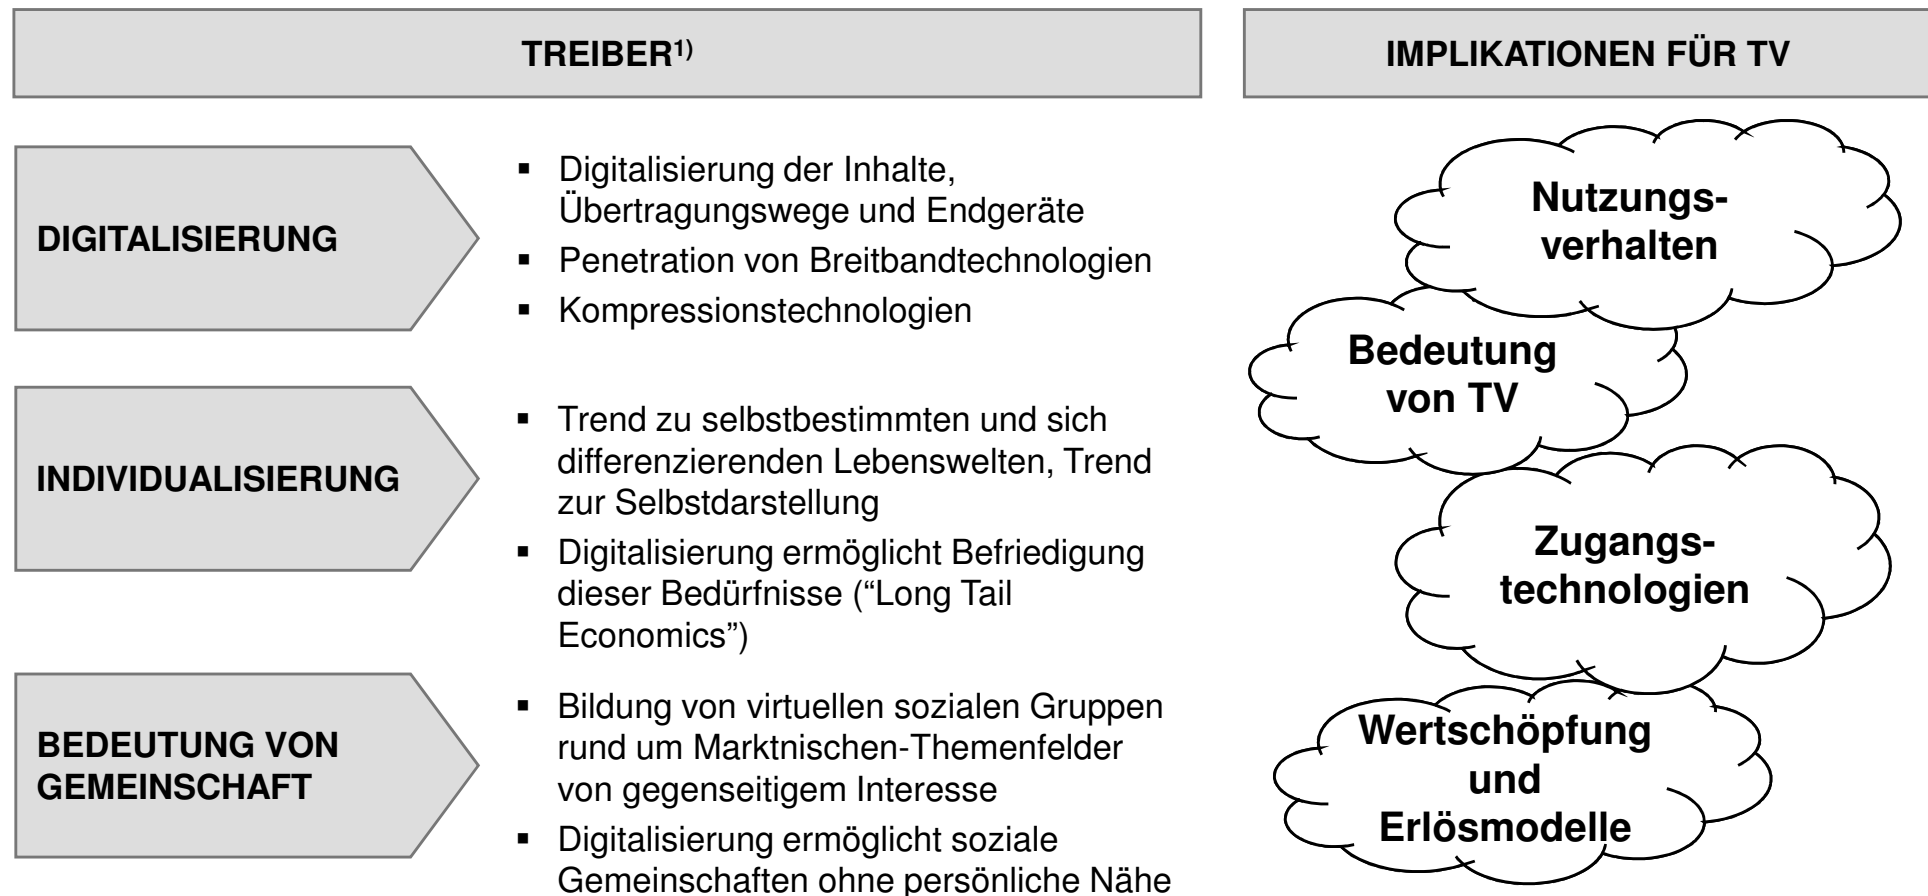 TREIBER¹⁾
IMPLIKATIONEN FÜR TV
DIGITALISIERUNG
▪ Digitalisierung der Inhalte,
Übertragungswege und Endgeräte
▪ Penetration von Breitbandtechnologien
▪ Kompressionstechnologien
INDIVIDUALISIERUNG
▪ Trend zu selbstbestimmten und sich
differenzierenden Lebenswelten, Trend
zur Selbstdarstellung
▪ Digitalisierung ermöglicht Befriedigung
dieser Bedürfnisse (“Long Tail
Economics”)
BEDEUTUNG VON
GEMEINSCHAFT
▪ Bildung von virtuellen sozialen Gruppen
rund um Marktnischen-Themenfelder
von gegenseitigem Interesse
▪ Digitalisierung ermöglicht soziale
Gemeinschaften ohne persönliche Nähe
Nutzungs-
verhalten
Bedeutung
von TV
Zugangs-
technologien
Wertschöpfung
und
Erlösmodelle